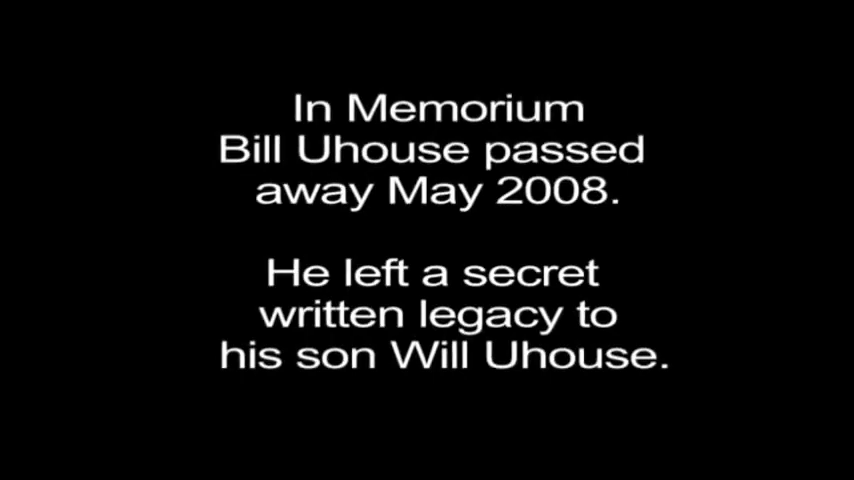 In Memorium
Bill Uhouse passed
away May 2008.
He left a secret
written legacy to
his son Will Uhouse.